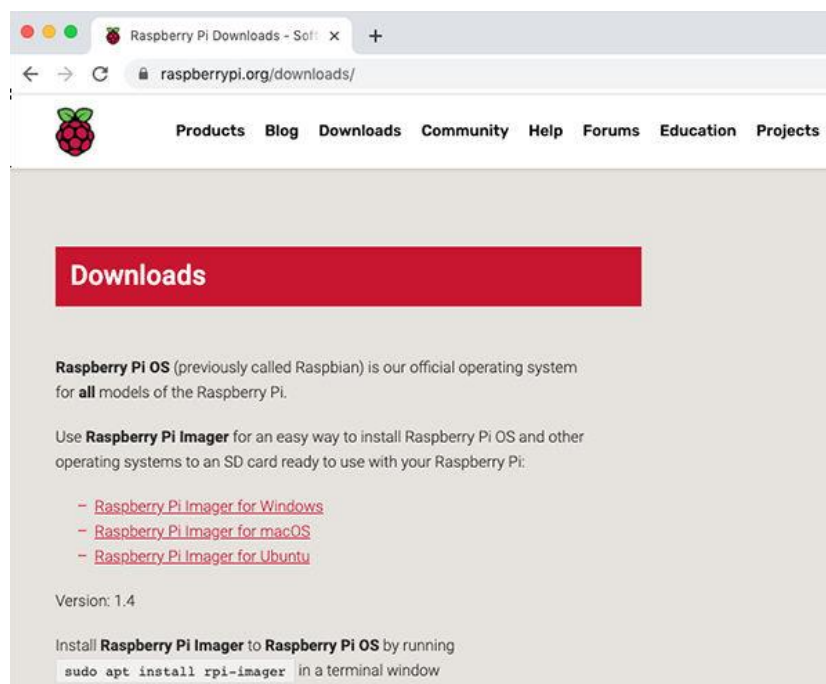 Raspberry Pi Downloads - Sof
raspberrypi.org/downloads/
Products Blog Downloads Community Help Forums Education Projects
Downloads
Raspberry Pi OS (previously called Raspbian) is our official operating system
for all models of the Raspberry Pi.
Use Raspberry Pi Imager for an easy way to install Raspberry Pi OS and other
operating systems to an SD card ready to use with your Raspberry Pi:
– Raspberry Pi Imager for Windows
– Raspberry Pi Imager for macOS
– Raspberry Pi Imager for Ubuntu
Version: 1.4
Install Raspberry Pi Imager to Raspberry Pi OS by running
sudo apt install rpi-imager in a terminal window